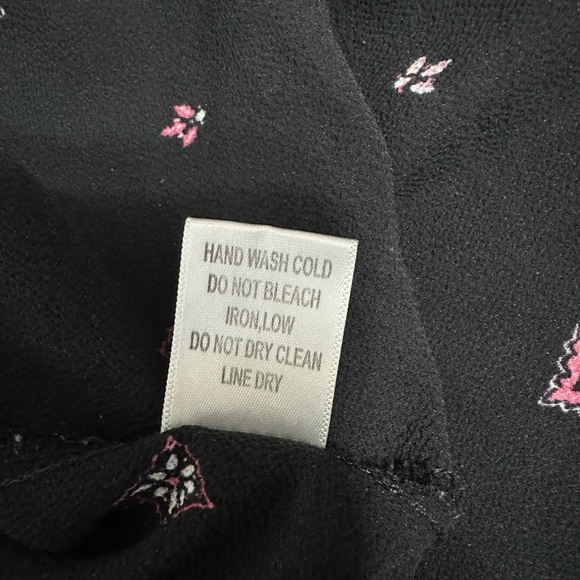 HAND WASH COLD
DO NOT BLEACH
IRON,LOW
DO NOT DRY CLEAN
LINE DRY